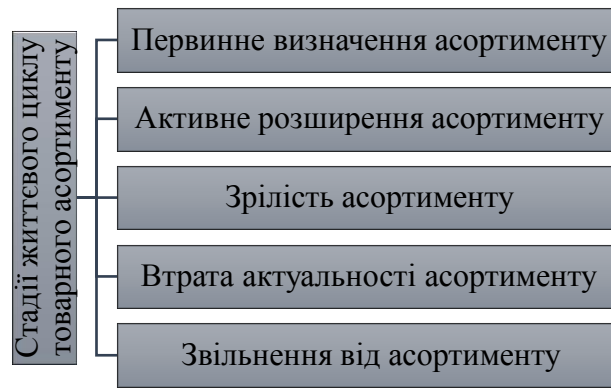 Стадії життєвого циклу
товарного асортименту
Первинне визначення асортименту
Активне розширення асортименту
Зрілість асортименту
Втрата актуальності асортименту
Звільнення від асортименту